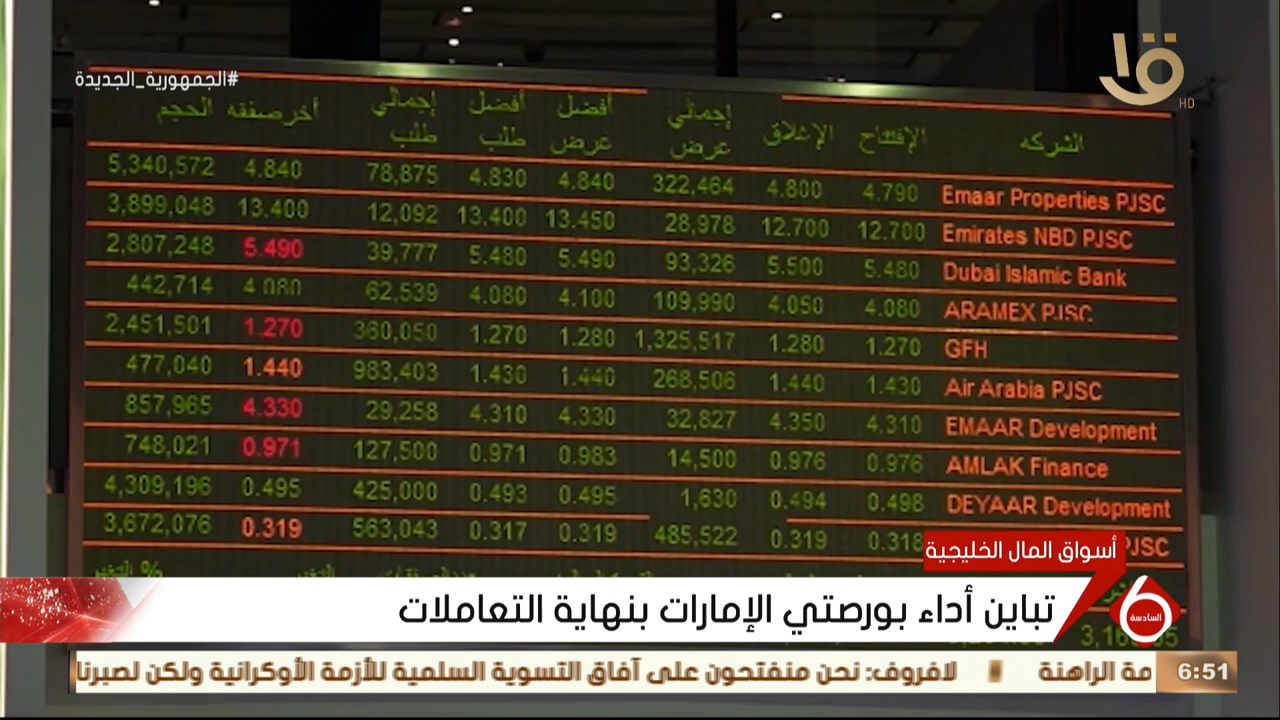 #الجمهورية_الجديدة
HD
الشركه الإفتتاح الإغلاق إجمالي عرض أفضل عرض أفضل طلب إجمالي طلب أخرصفقه الحجم
Emaar Properties PJSC 4.790 4.800 322,464 4.840 4.830 78,875 4.840 5,340,572
Emirates NBD PJSC 12.700 12.700 28,978 13.450 13.400 12,092 13.400 3,899,048
Dubai Islamic Bank 5.480 5.500 93,326 5.490 5.480 39,777 5.490 2,807,248
ARAMEX PJSC 4.080 4.050 109,990 4.100 4.080 62,539 4.080 442,714
GFH 1.270 1.280 1,325,517 1.280 1.270 360,050 1.270 2,451,501
Air Arabia PJSC 1.430 1.440 268,506 1.440 1.430 983,403 1.440 477,040
EMAAR Development 4.310 4.350 32,827 4.330 4.310 29,258 4.330 857,965
AMLAK Finance 0.976 0.976 14,500 0.983 0.971 127,500 0.971 748,021
DEYAAR Development 0.498 0.494 1,630 0.495 0.493 425,000 0.495 4,309,196
PJSC 0.318 0.319 485,522 0.319 0.317 563,043 0.319 3,672,076
أسواق المال الخليجية
تباين أداء بورصتي الإمارات بنهاية التعاملات
السادسة
6:51 مة الراهنة لافروف: نحن منفتحون على آفاق التسوية السلمية للأزمة الأوكرانية ولكن لصبرنا